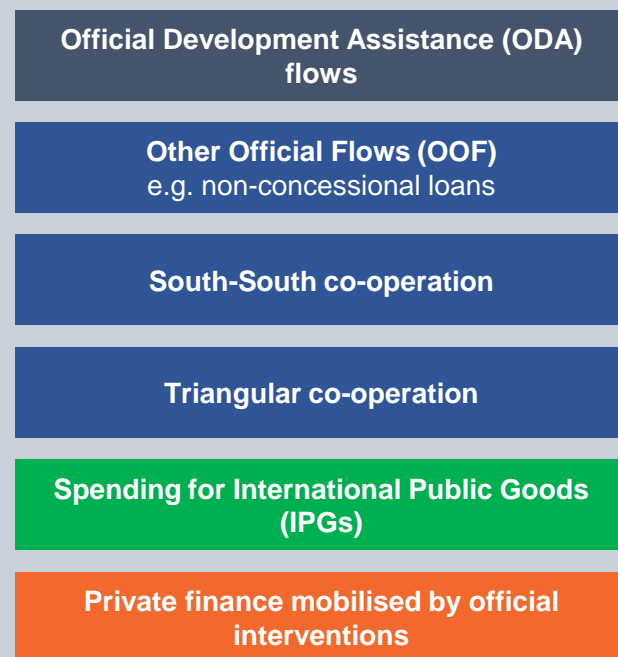 Official Development Assistance (ODA)
flows
Other Official Flows (OOF)
e.g. non-concessional loans
South-South co-operation
Triangular co-operation
Spending for International Public Goods
(IPGs)
Private finance mobilised by official
interventions